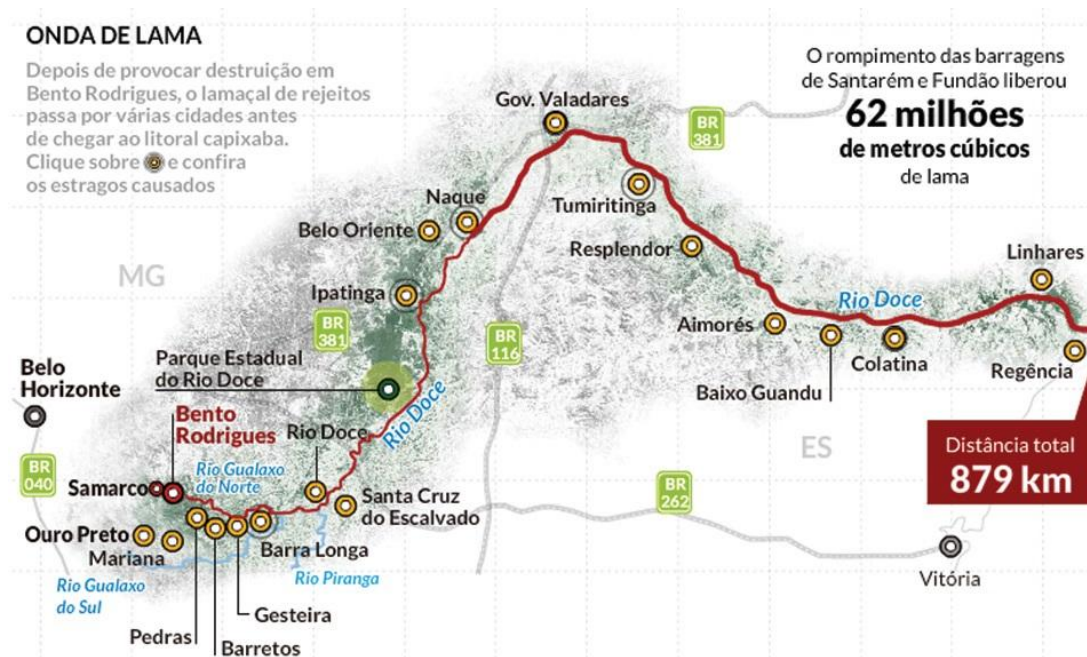 ONDA DE LAMA
Depois de provocar destruição em
Bento Rodrigues, o lamaçal de rejeitos
passa por várias cidades antes
de chegar ao litoral capixaba.
Clique sobre e confira
os estragos causados
O rompimento das barragens
de Santarém e Fundão liberou
62 milhões
de metros cúbicos
de lama
Gov. Valadares
BR
381
Naque
Tumiritinga
Belo Oriente
Resplendor
Linhares
MG
Ipatinga
Rio Doce
BR
381
BR
116
Aimorés
Colatina
Parque Estadual
do Rio Doce
Regência
Baixo Guandu
Belo
Horizonte
Rio Doce
Bento
Rodrigues
Rio Doce
ES
Distância total
879 km
BR
040
Rio Gualaxo
do Norte
Samarco
BR
262
Santa Cruz
do Escalvado
Ouro Preto
Mariana
Barra Longa
Rio Piranga
Vitória
Rio Gualaxo
do Sul
Gesteira
Pedras
Barretos